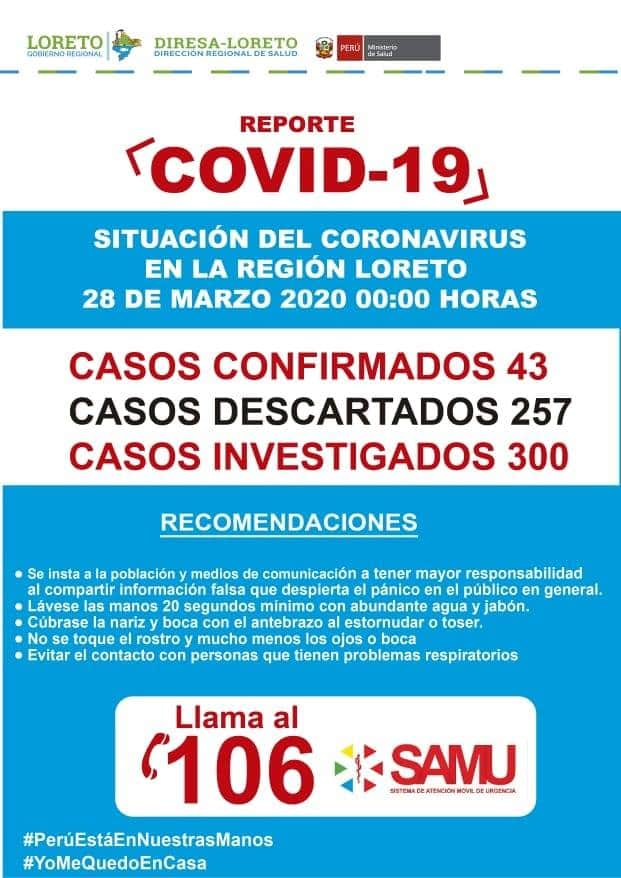 LORETO
GOBIERNO REGIONAL
DIRESA-LORETO
DIRECCIÓN REGIONAL DE SALUD
PERÚ
Ministerio
de Salud
REPORTE
COVID-19
SITUACIÓN DEL CORONAVIRUS
EN LA REGIÓN LORETO
28 DE MARZO 2020 00:00 HORAS
CASOS CONFIRMADOS 43
CASOS DESCARTADOS 257
CASOS INVESTIGADOS 300
RECOMENDACIONES
• Se insta a la población y medios de comunicación a tener mayor responsabilidad
al compartir información falsa que despierta el pánico en el público en general.
• Lávese las manos 20 segundos mínimo con abundante agua y jabón.
• Cúbrase la nariz y boca con el antebrazo al estornudar o toser.
• No se toque el rostro y mucho menos los ojos o boca
• Evitar el contacto con personas que tienen problemas respiratorios
Llama al
106
SAMU
SISTEMA DE ATENCIÓN MÓVIL DE URGENCIA
#PerúEstáEnNuestrasManos
#YoMeQuedoEnCasa